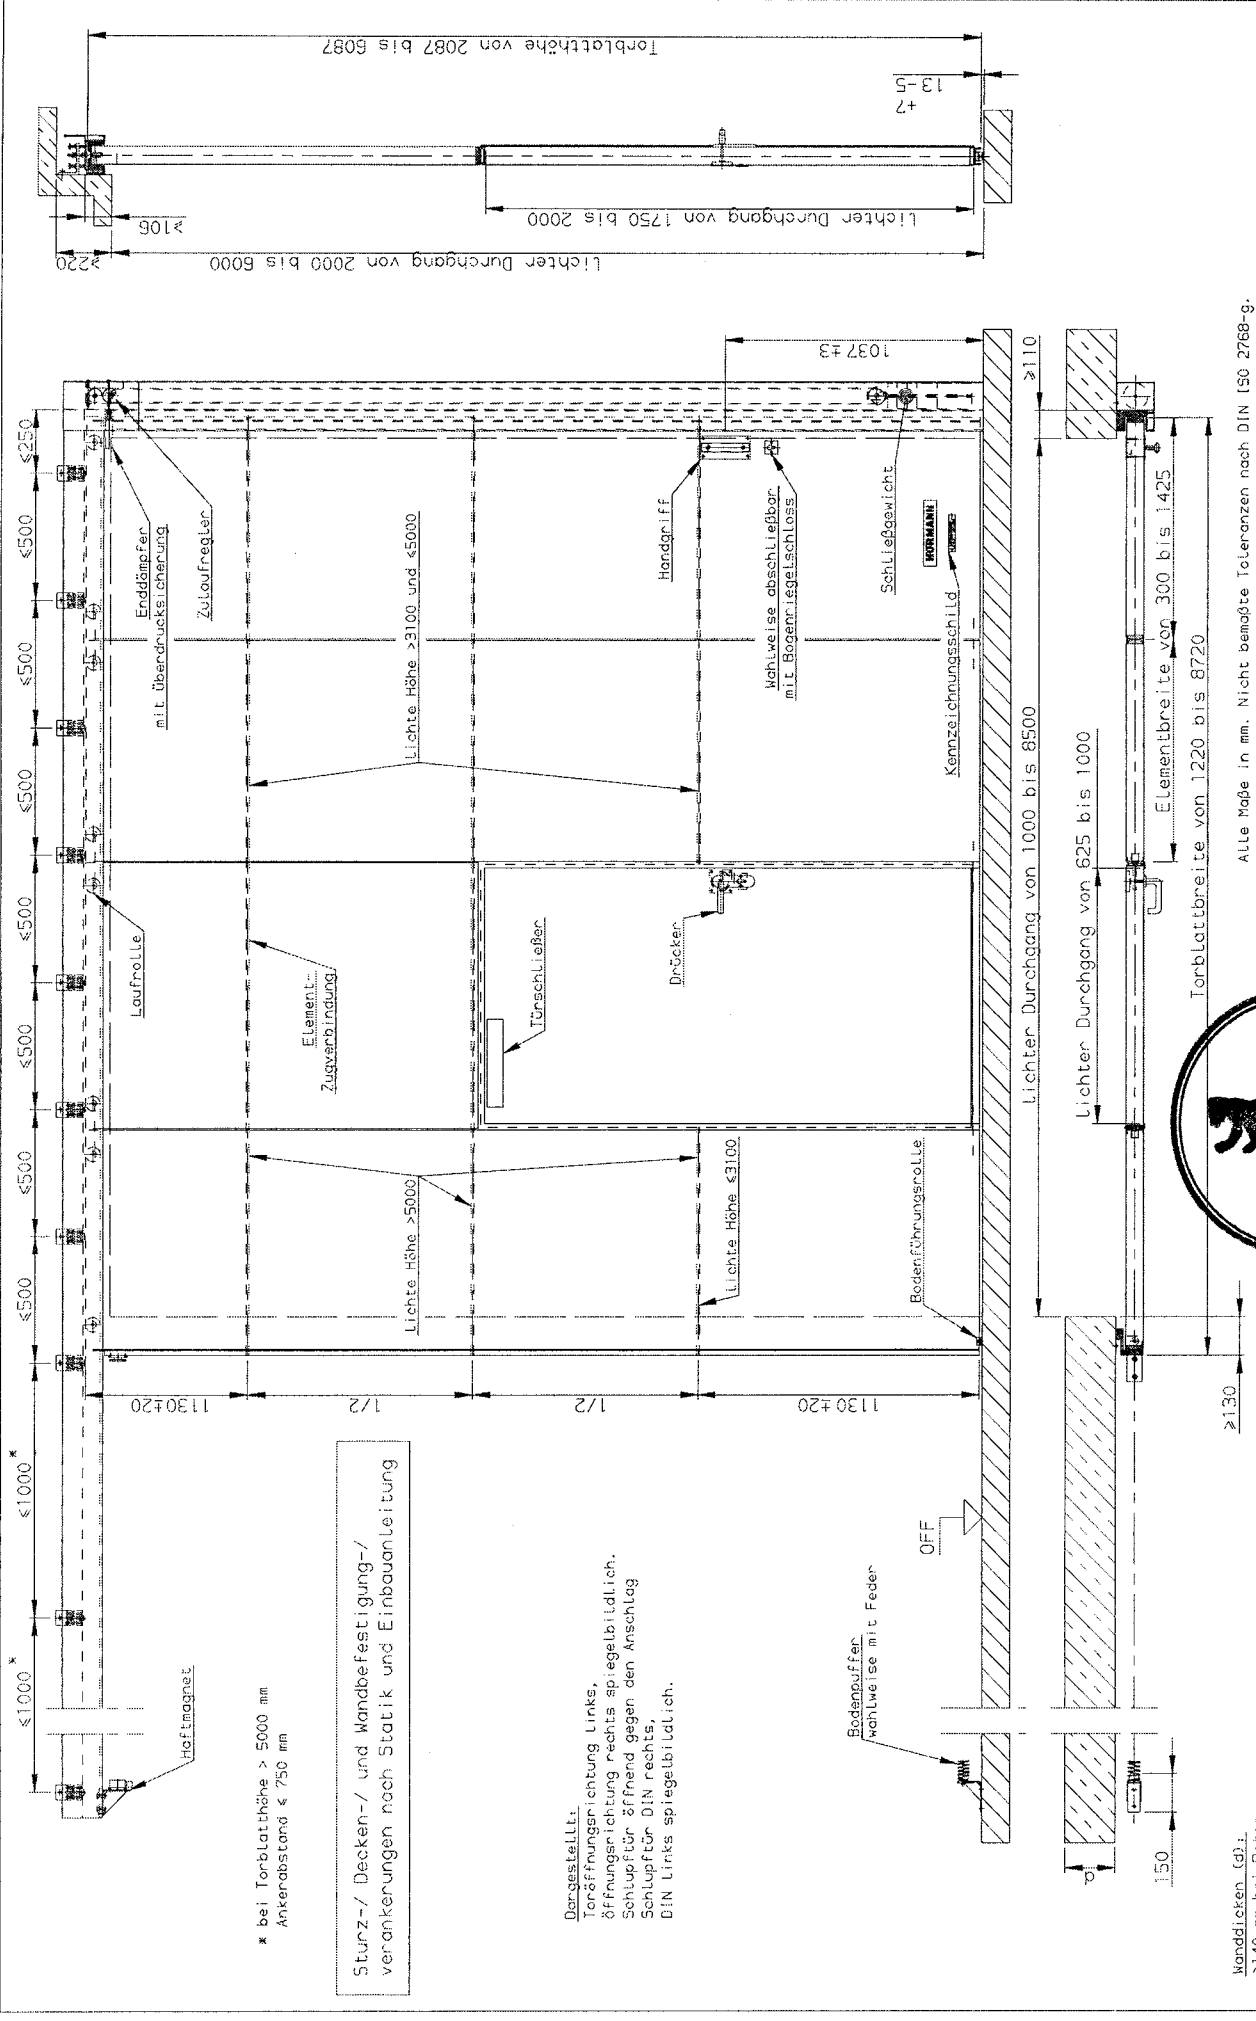 ≤1000 *
≤1000 *
≤500
≤500
≤500
≤500
≤500
≤500
≤500
≤250
Haftmagnet
Laufrolle
Enddämpfer
mit Überdrucksicherung
Zulaufregler
* bei Torblatthöhe > 5000 mm
Ankerabstand ≤ 750 mm
Sturz-/ Decken-/ und Wandbefestigung-/
verankerungen nach Statik und Einbauanleitung
1130±20
1/2
1/2
1130±20
Element-
Zugverbindung
Lichte Höhe >5000
Lichte Höhe >3100 und ≤5000
Türschließer
Drücker
Handgriff
Wahlweise abschließbar
mit Bogenriegelschloss
Lichte Höhe ≤3100
Schließgewicht
HÖRMANN
Kennzeichnungsschild
Bodenführungsrolle
1037±3
Dargestellt:
Toröffnungsrichtung links,
Öffnungsrichtung rechts spiegelbildlich.
Schlupftür öffnend gegen den Anschlag
Schlupftür DIN rechts,
DIN Links spiegelbildlich.
Bodenpuffer
wahlweise mit Feder
OFF
≥220
≥106
Lichter Durchgang von 2000 bis 6000
Lichter Durchgang von 1750 bis 2000
Torblatthöhe von 2087 bis 6087
+7
13-5
Lichter Durchgang von 1000 bis 8500
≥110
Lichter Durchgang von 625 bis 1000
Elementbreite von 300 bis 1425
Torblattbreite von 1220 bis 8720
d
150
≥130
Wanddicken (d):
Alle Maße in mm. Nicht bemaßte Toleranzen nach DIN ISO 2768-g.